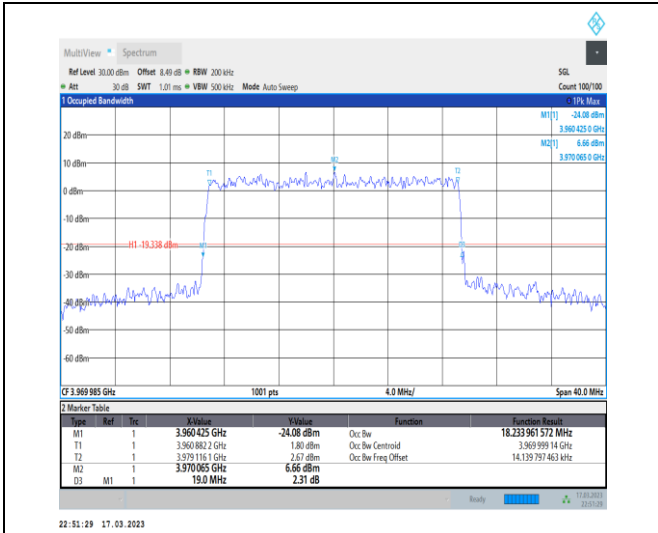 MultiView Spectrum
Ref Level 30.00 dBm Offset 8.49 dB RBW 200 kHz SGL
Att 30 dB SWT 1.01 ms VBW 500 kHz Mode Auto Sweep Count 100/100
1 Occupied Bandwidth 1Pk Max
M1[1] -24.08 dBm
3.960 425 0 GHz
M2[1] 6.66 dBm
3.970 065 0 GHz
20 dBm
M2
T1 T2
10 dBm
0 dBm
-10 dBm
H1 -19.338 dBm
-20 dBm
-30 dBm
-40 dBm
-50 dBm
-60 dBm
CF 3.969 985 GHz 1001 pts 4.0 MHz/ Span 40.0 MHz
2 Marker Table
Type Ref Trc X-Value Y-Value Function Function Result
M1 1 3.960 425 GHz -24.08 dBm Occ Bw 18.233 961 572 MHz
T1 1 3.960 882 2 GHz 1.80 dBm Occ Bw Centroid 3.969 999 14 GHz
T2 1 3.979 116 1 GHz 2.67 dBm Occ Bw Freq Offset 14.139 797 463 kHz
M2 1 3.970 065 GHz 6.66 dBm
D3 M1 1 19.0 MHz 2.31 dB
Ready 17.03.2023
22:51:29
22:51:29 17.03.2023